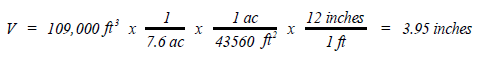 V = 109,000 ft³ x 1/7.6 ac x 1 ac/43560 ft² x 12 inches/1 ft = 3.95 inches